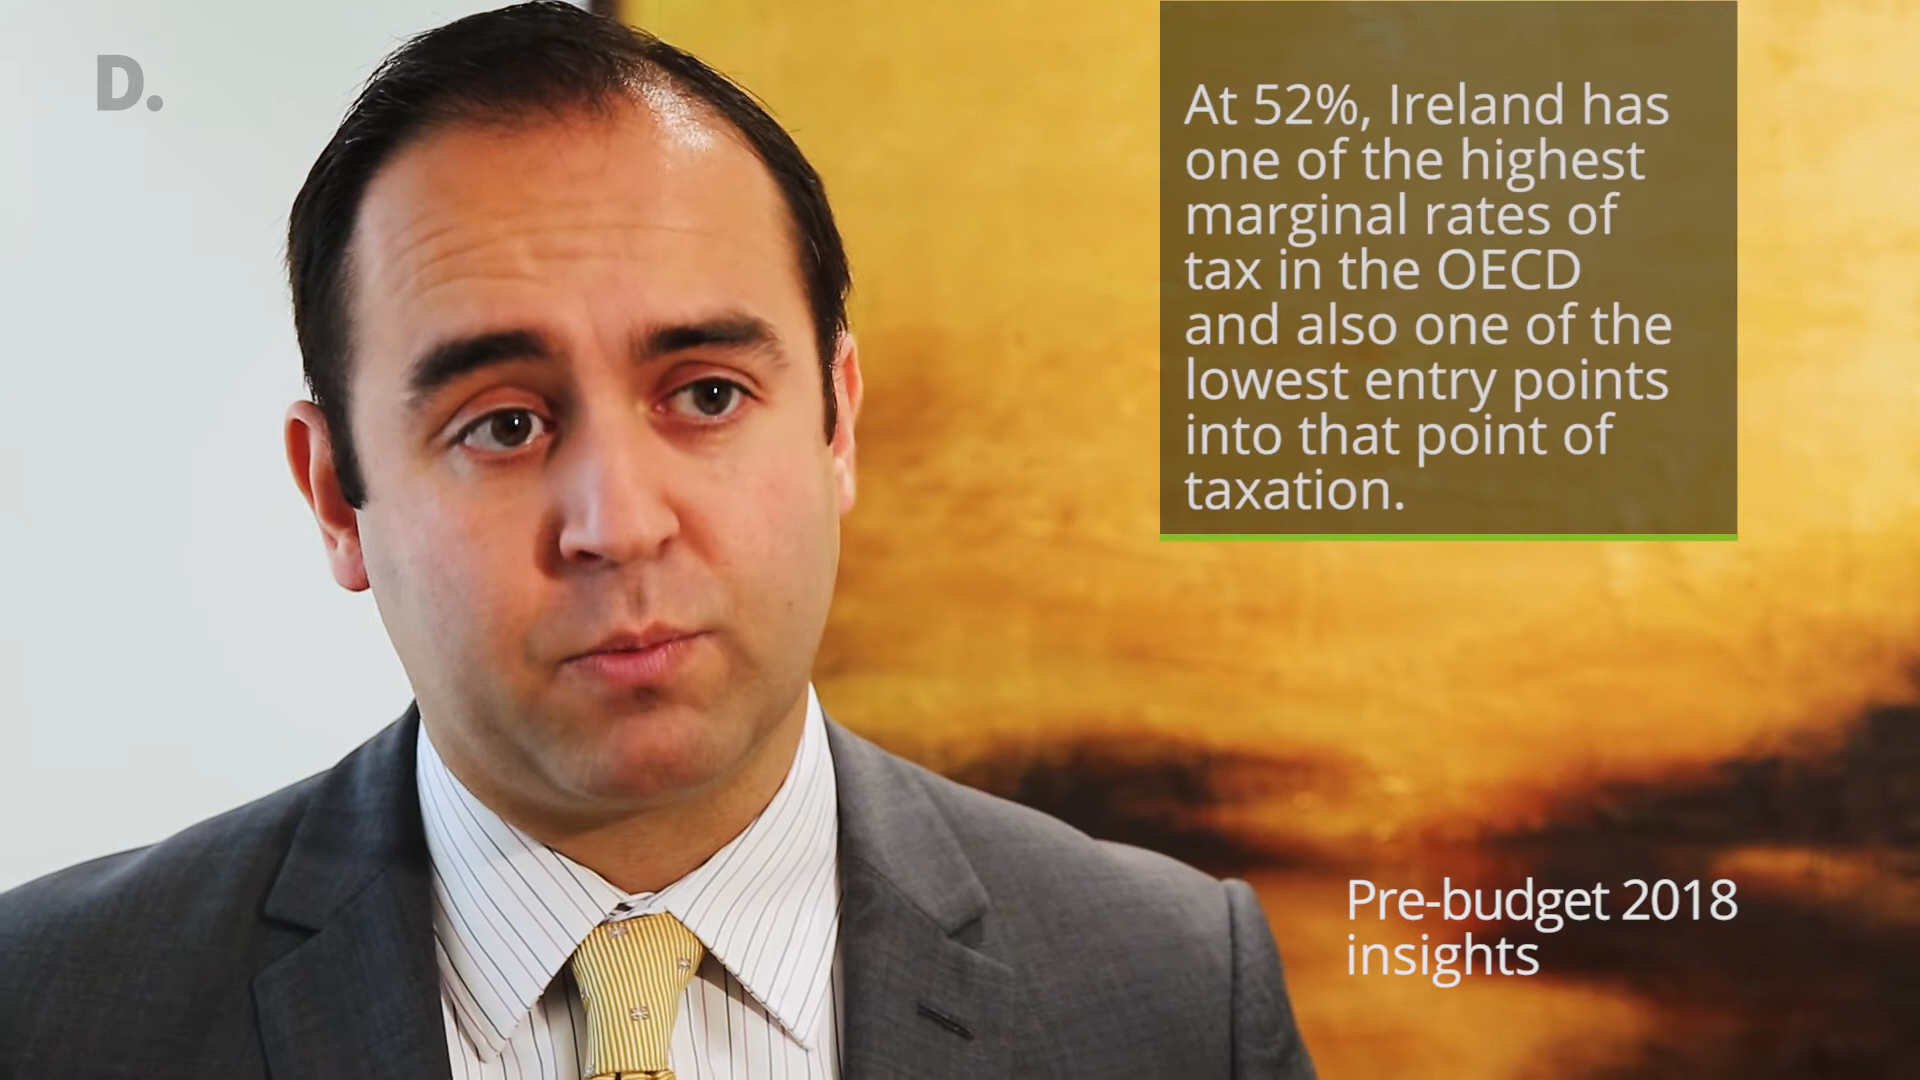 D.
At 52%, Ireland has
one of the highest
marginal rates of
tax in the OECD
and also one of the
lowest entry points
into that point of
taxation.
Pre-budget 2018
insights